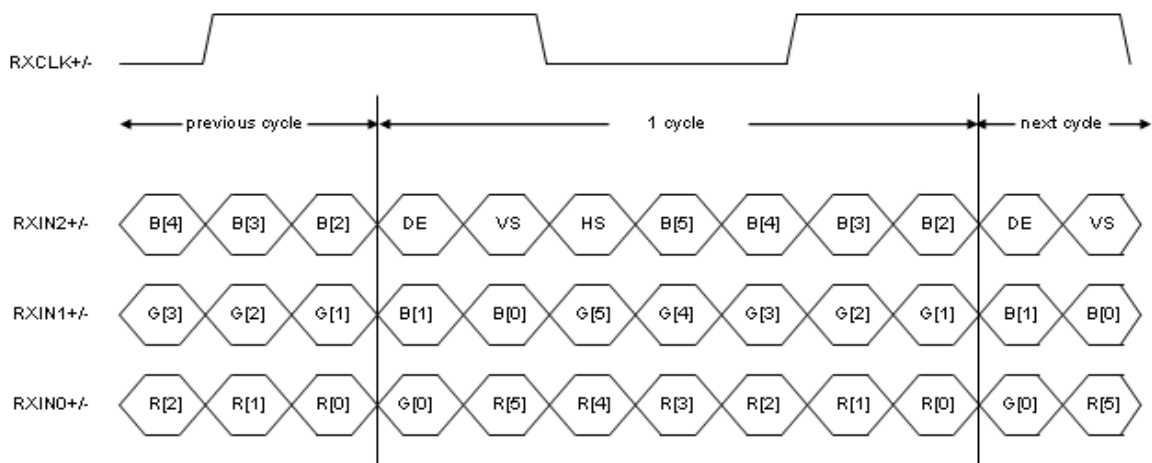 RXCLK+/-
previous cycle 1 cycle next cycle
RXIN2+/- B[4] B[3] B[2] DE VS HS B[5] B[4] B[3] B[2] DE VS
RXIN1+/- G[3] G[2] G[1] B[1] B[0] G[5] G[4] G[3] G[2] G[1] B[1] B[0]
RXIN0+/- R[2] R[1] R[0] G[0] R[5] R[4] R[3] R[2] R[1] R[0] G[0] R[5]